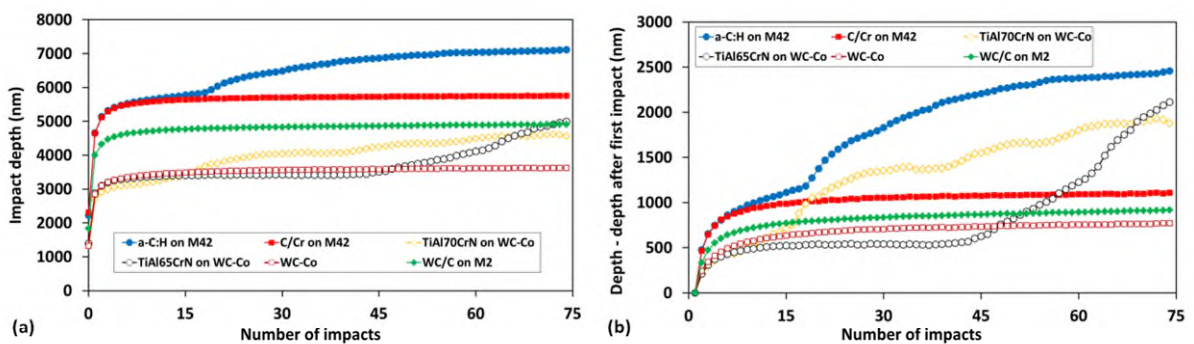 8000
7000
6000
5000
4000
3000
2000
1000
0
Impact depth (nm)
a-C:H on M42
C/Cr on M42
TiAl70CrN on WC-Co
TiAl65CrN on WC-Co
WC-Co
WC/C on M2
0
15
30
45
60
75
Number of impacts
(a)
3000
2500
2000
1500
1000
500
0
Depth - depth after first impact (nm)
a-C:H on M42
C/Cr on M42
TiAl70CrN on WC-Co
TiAl65CrN on WC-Co
WC-Co
WC/C on M2
0
15
30
45
60
75
Number of impacts
(b)